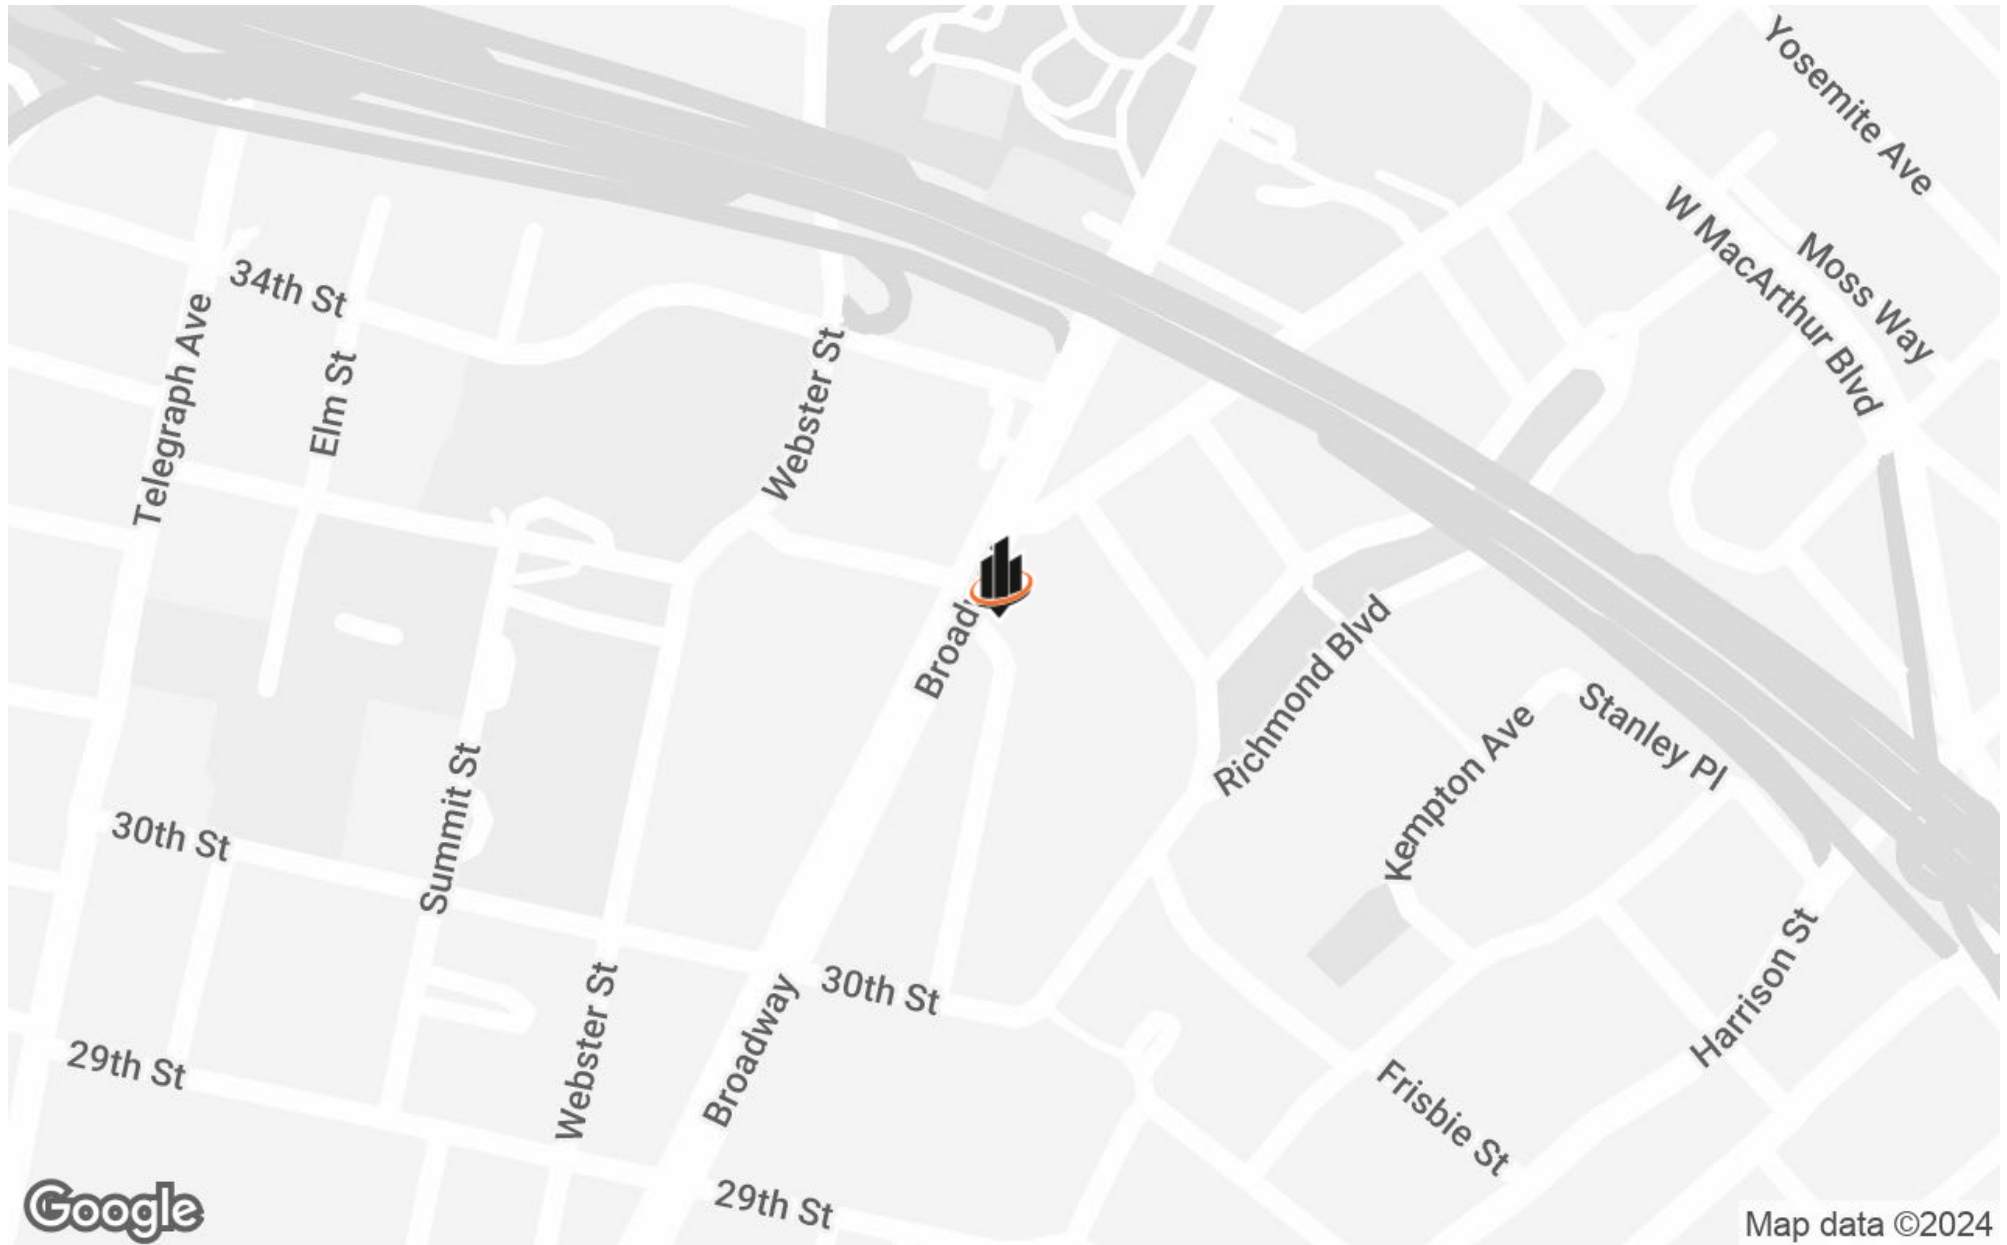 Yosemite Ave
W MacArthur Blvd
Moss Way
34th St
Telegraph Ave
Elm St
Webster St
Broadw
Richmond Blvd
Stanley Pl
Kempton Ave
Summit St
30th St
30th St
Harrison St
Webster St
Broadway
29th St
Frisbie St
29th St
Google
Map data ©2024